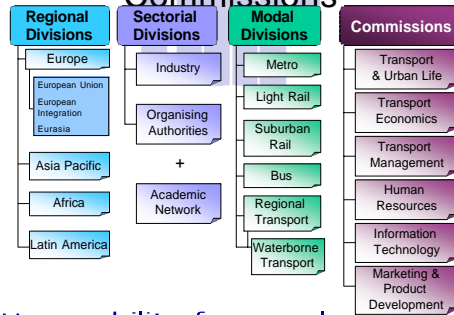 Commissions
Regional
Divisions
Europe
European Union
European
Integration
Eurasia
Asia Pacific
Africa
Latin America
Sectorial
Divisions
Industry
Organising
Authorities
+
Academic
Network
Modal
Divisions
Metro
Light Rail
Suburban
Rail
Bus
Regional
Transport
Waterborne
Transport
Commissions
Transport
& Urban Life
Transport
Economics
Transport
Management
Human
Resources
Information
Technology
Marketing &
Product
Development